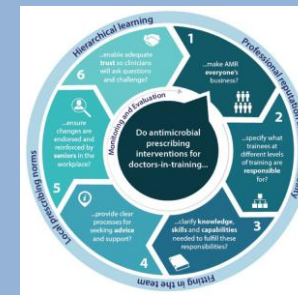 Hierarchical learning
Professional reputation
Fitting in the team
Local prescribing norms
Monitoring and Evaluation
Do antimicrobial
prescribing
interventions for
doctors-in-training...
1
...make AMR
everyone's
business?
2
...specify what
trainees at
different levels
of training are
responsible
for?
3
...clarify knowledge,
skills and capabilities
needed to fulfil these
responsibilities?
4
...provide clear
processes for
seeking advice
and support?
5
...ensure
changes are
endorsed and
reinforced by
seniors in the
workplace?
6
...enable adequate
trust so clinicians
will ask questions
and challenge?